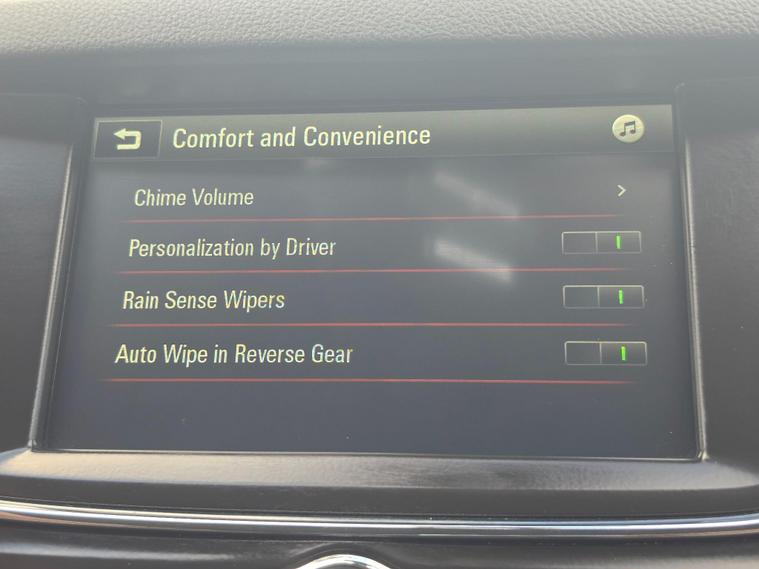 Comfort and Convenience
Chime Volume
Personalization by Driver
Rain Sense Wipers
Auto Wipe in Reverse Gear